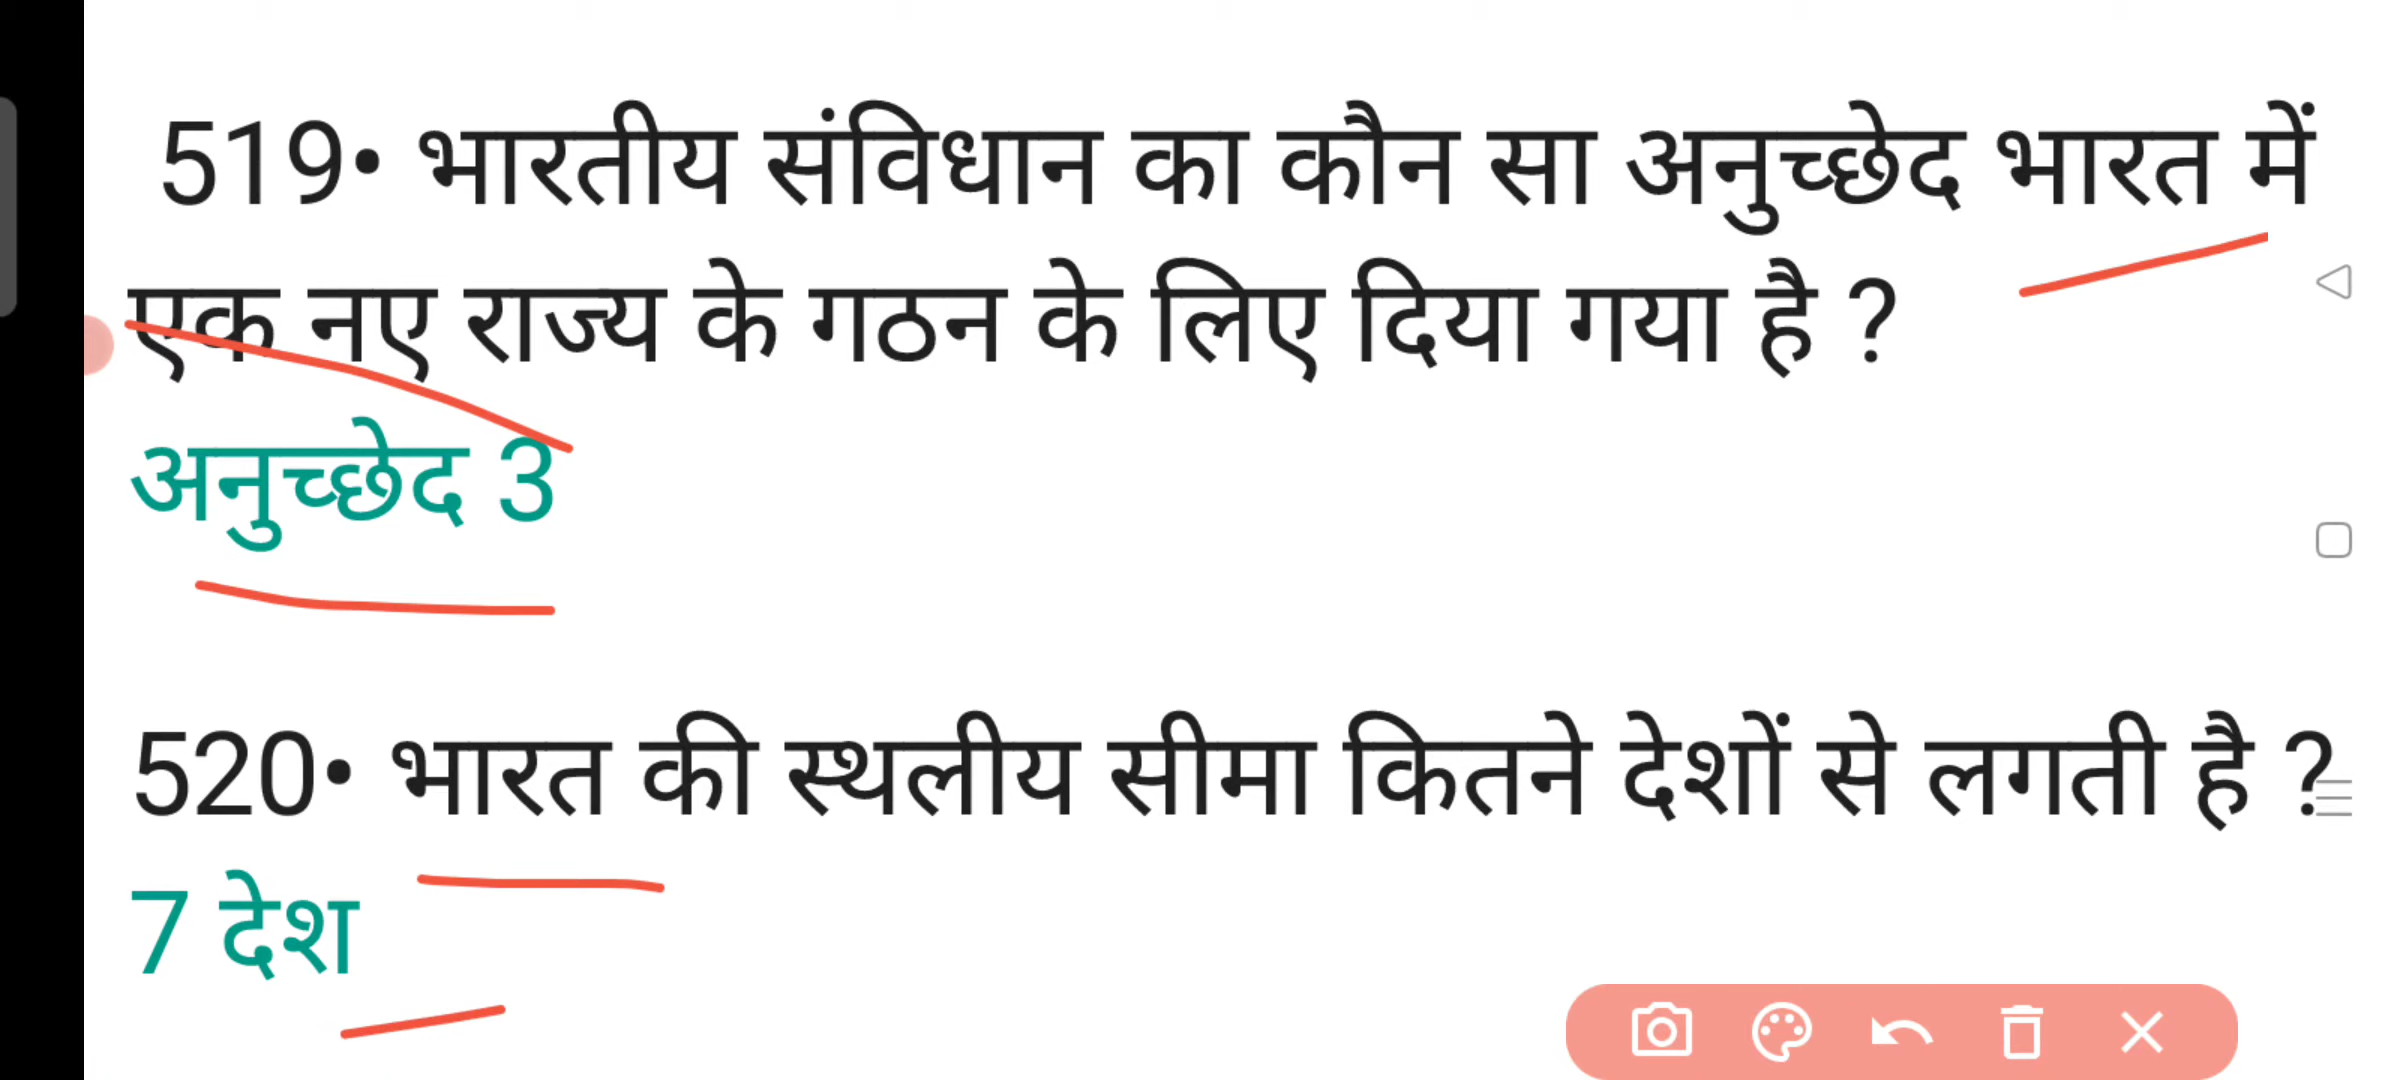 519• भारतीय संविधान का कौन सा अनुच्छेद भारत में
एक नए राज्य के गठन के लिए दिया गया है ?
अनुच्छेद 3
520• भारत की स्थलीय सीमा कितने देशों से लगती है ?
7 देश